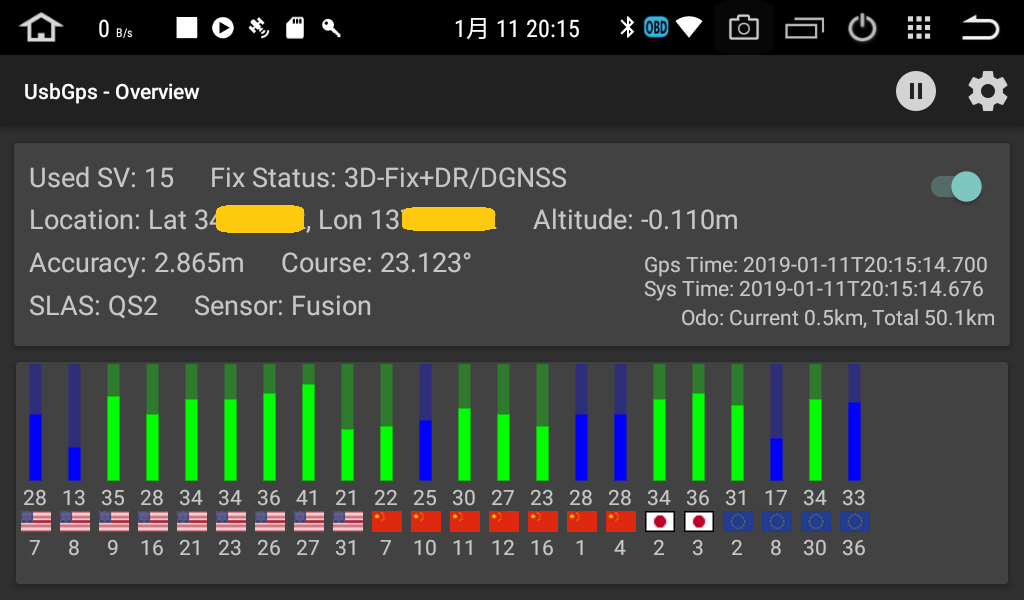 0 B/s 1月 11 20:15 OBD
UsbGps - Overview
Used SV: 15 Fix Status: 3D-Fix+DR/DGNSS
Location: Lat 34 , Lon 13 Altitude: -0.110m
Accuracy: 2.865m Course: 23.123°
Gps Time: 2019-01-11T20:15:14.700
Sys Time: 2019-01-11T20:15:14.676
SLAS: QS2 Sensor: Fusion
Odo: Current 0.5km, Total 50.1km
28 13 35 28 34 34 36 41 21 22 25 30 27 23 28 28 34 36 31 17 34 33
7 8 9 16 21 23 26 27 31 7 10 11 12 16 1 4 2 3 2 8 30 36